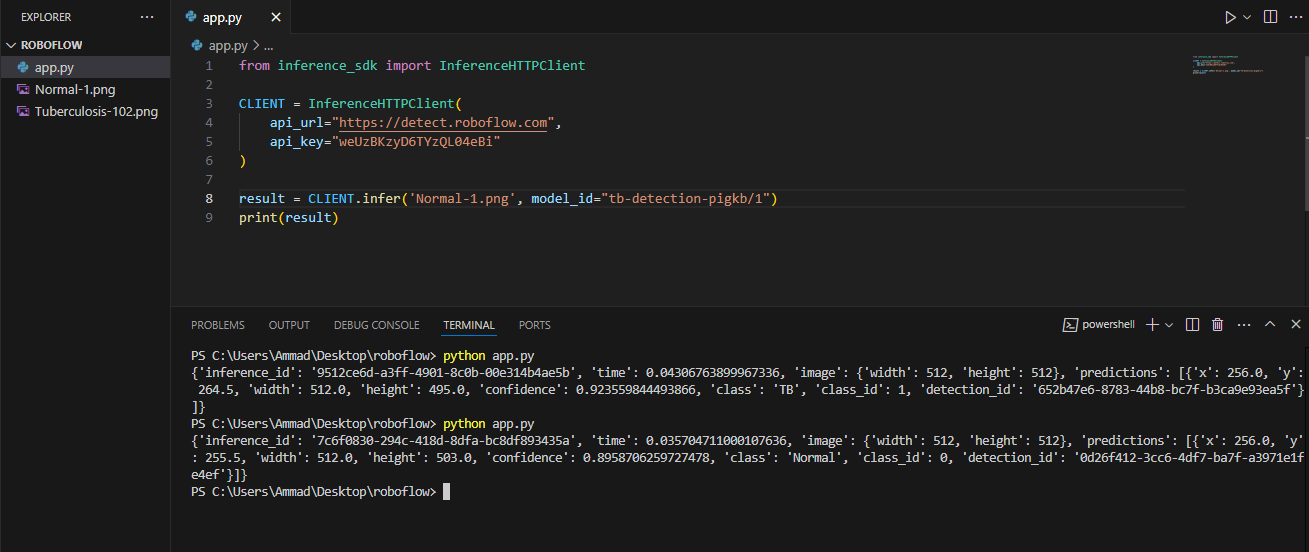 EXPLORER
ROBOFLOW
app.py
Normal-1.png
Tuberculosis-102.png
app.py
app.py > ...
1 from inference_sdk import InferenceHTTPClient
2
3 CLIENT = InferenceHTTPClient(
4 api_url="https://detect.roboflow.com",
5 api_key="weUzBKzyD6TYzQL04eBi"
6 )
7
8 result = CLIENT.infer('Normal-1.png', model_id="tb-detection-pigkb/1")
9 print(result)
PROBLEMS OUTPUT DEBUG CONSOLE TERMINAL PORTS
powershell
PS C:\Users\Ammad\Desktop\roboflow> python app.py
{'inference_id': '9512ce6d-a3ff-4901-8c0b-00e314b4ae5b', 'time': 0.04306763899967336, 'image': {'width': 512, 'height': 512}, 'predictions': [{'x': 256.0, 'y':
264.5, 'width': 512.0, 'height': 495.0, 'confidence': 0.923559844493866, 'class': 'TB', 'class_id': 1, 'detection_id': '652b47e6-8783-44b8-bc7f-b3ca9e93ea5f'}
]}
PS C:\Users\Ammad\Desktop\roboflow> python app.py
{'inference_id': '7c6f0830-294c-418d-8dfa-bc8df893435a', 'time': 0.035704711000107636, 'image': {'width': 512, 'height': 512}, 'predictions': [{'x': 256.0, 'y'
: 255.5, 'width': 512.0, 'height': 503.0, 'confidence': 0.8958706259727478, 'class': 'Normal', 'class_id': 0, 'detection_id': '0d26f412-3cc6-4df7-ba7f-a3971e1f
e4ef'}]}
PS C:\Users\Ammad\Desktop\roboflow>